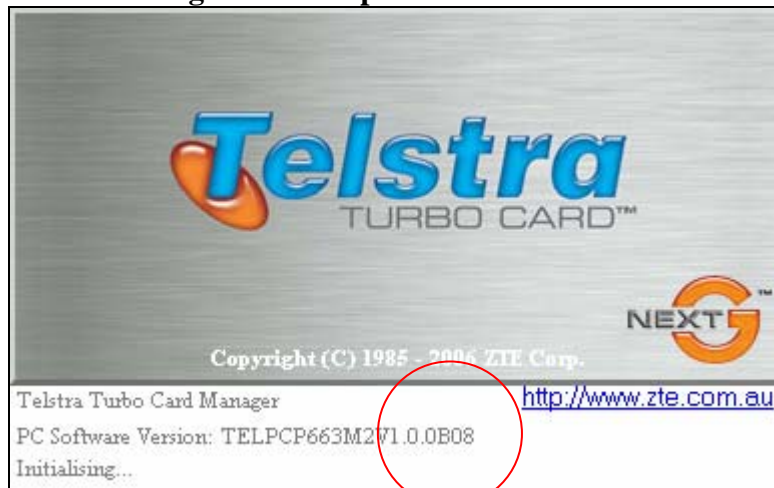 Telstra
TURBO CARD™
NEXT G™
Copyright (C) 1985 - 2006 ZTE Corp.
Telstra Turbo Card Manager
http://www.zte.com.au
PC Software Version: TELPCP663M2V1.0.0B08
Initialising...